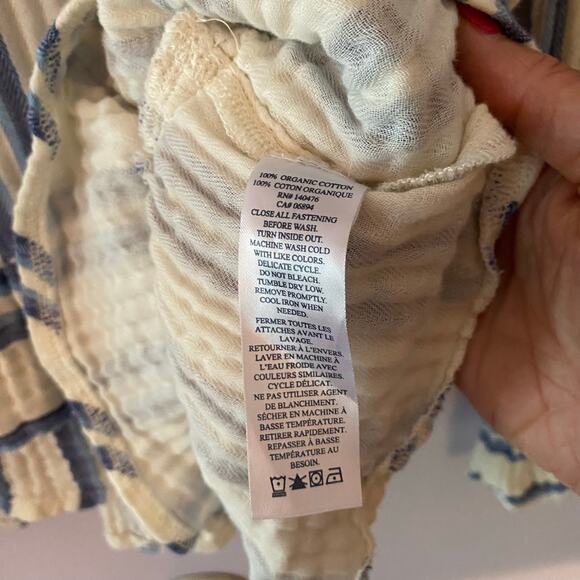 100% ORGANIC COTTON
100% COTON ORGANIQUE
RN# 140476
CA# 06894
CLOSE ALL FASTENING
BEFORE WASH.
TURN INSIDE OUT.
MACHINE WASH COLD
WITH LIKE COLORS.
DELICATE CYCLE.
DO NOT BLEACH.
TUMBLE DRY LOW.
REMOVE PROMPTLY.
COOL IRON WHEN
NEEDED.
FERMER TOUTES LES
ATTACHES AVANT LE
LAVAGE.
RETOURNER À L'ENVERS.
LAVER EN MACHINE À
L'EAU FROIDE AVEC
COULEURS SIMILAIRES.
CYCLE DÉLICAT.
NE PAS UTILISER AGENT
DE BLANCHIMENT.
SÉCHER EN MACHINE À
BASSE TEMPÉRATURE.
RETIRER RAPIDEMENT.
REPASSER À BASSE
TEMPÉRATURE AU
BESOIN.